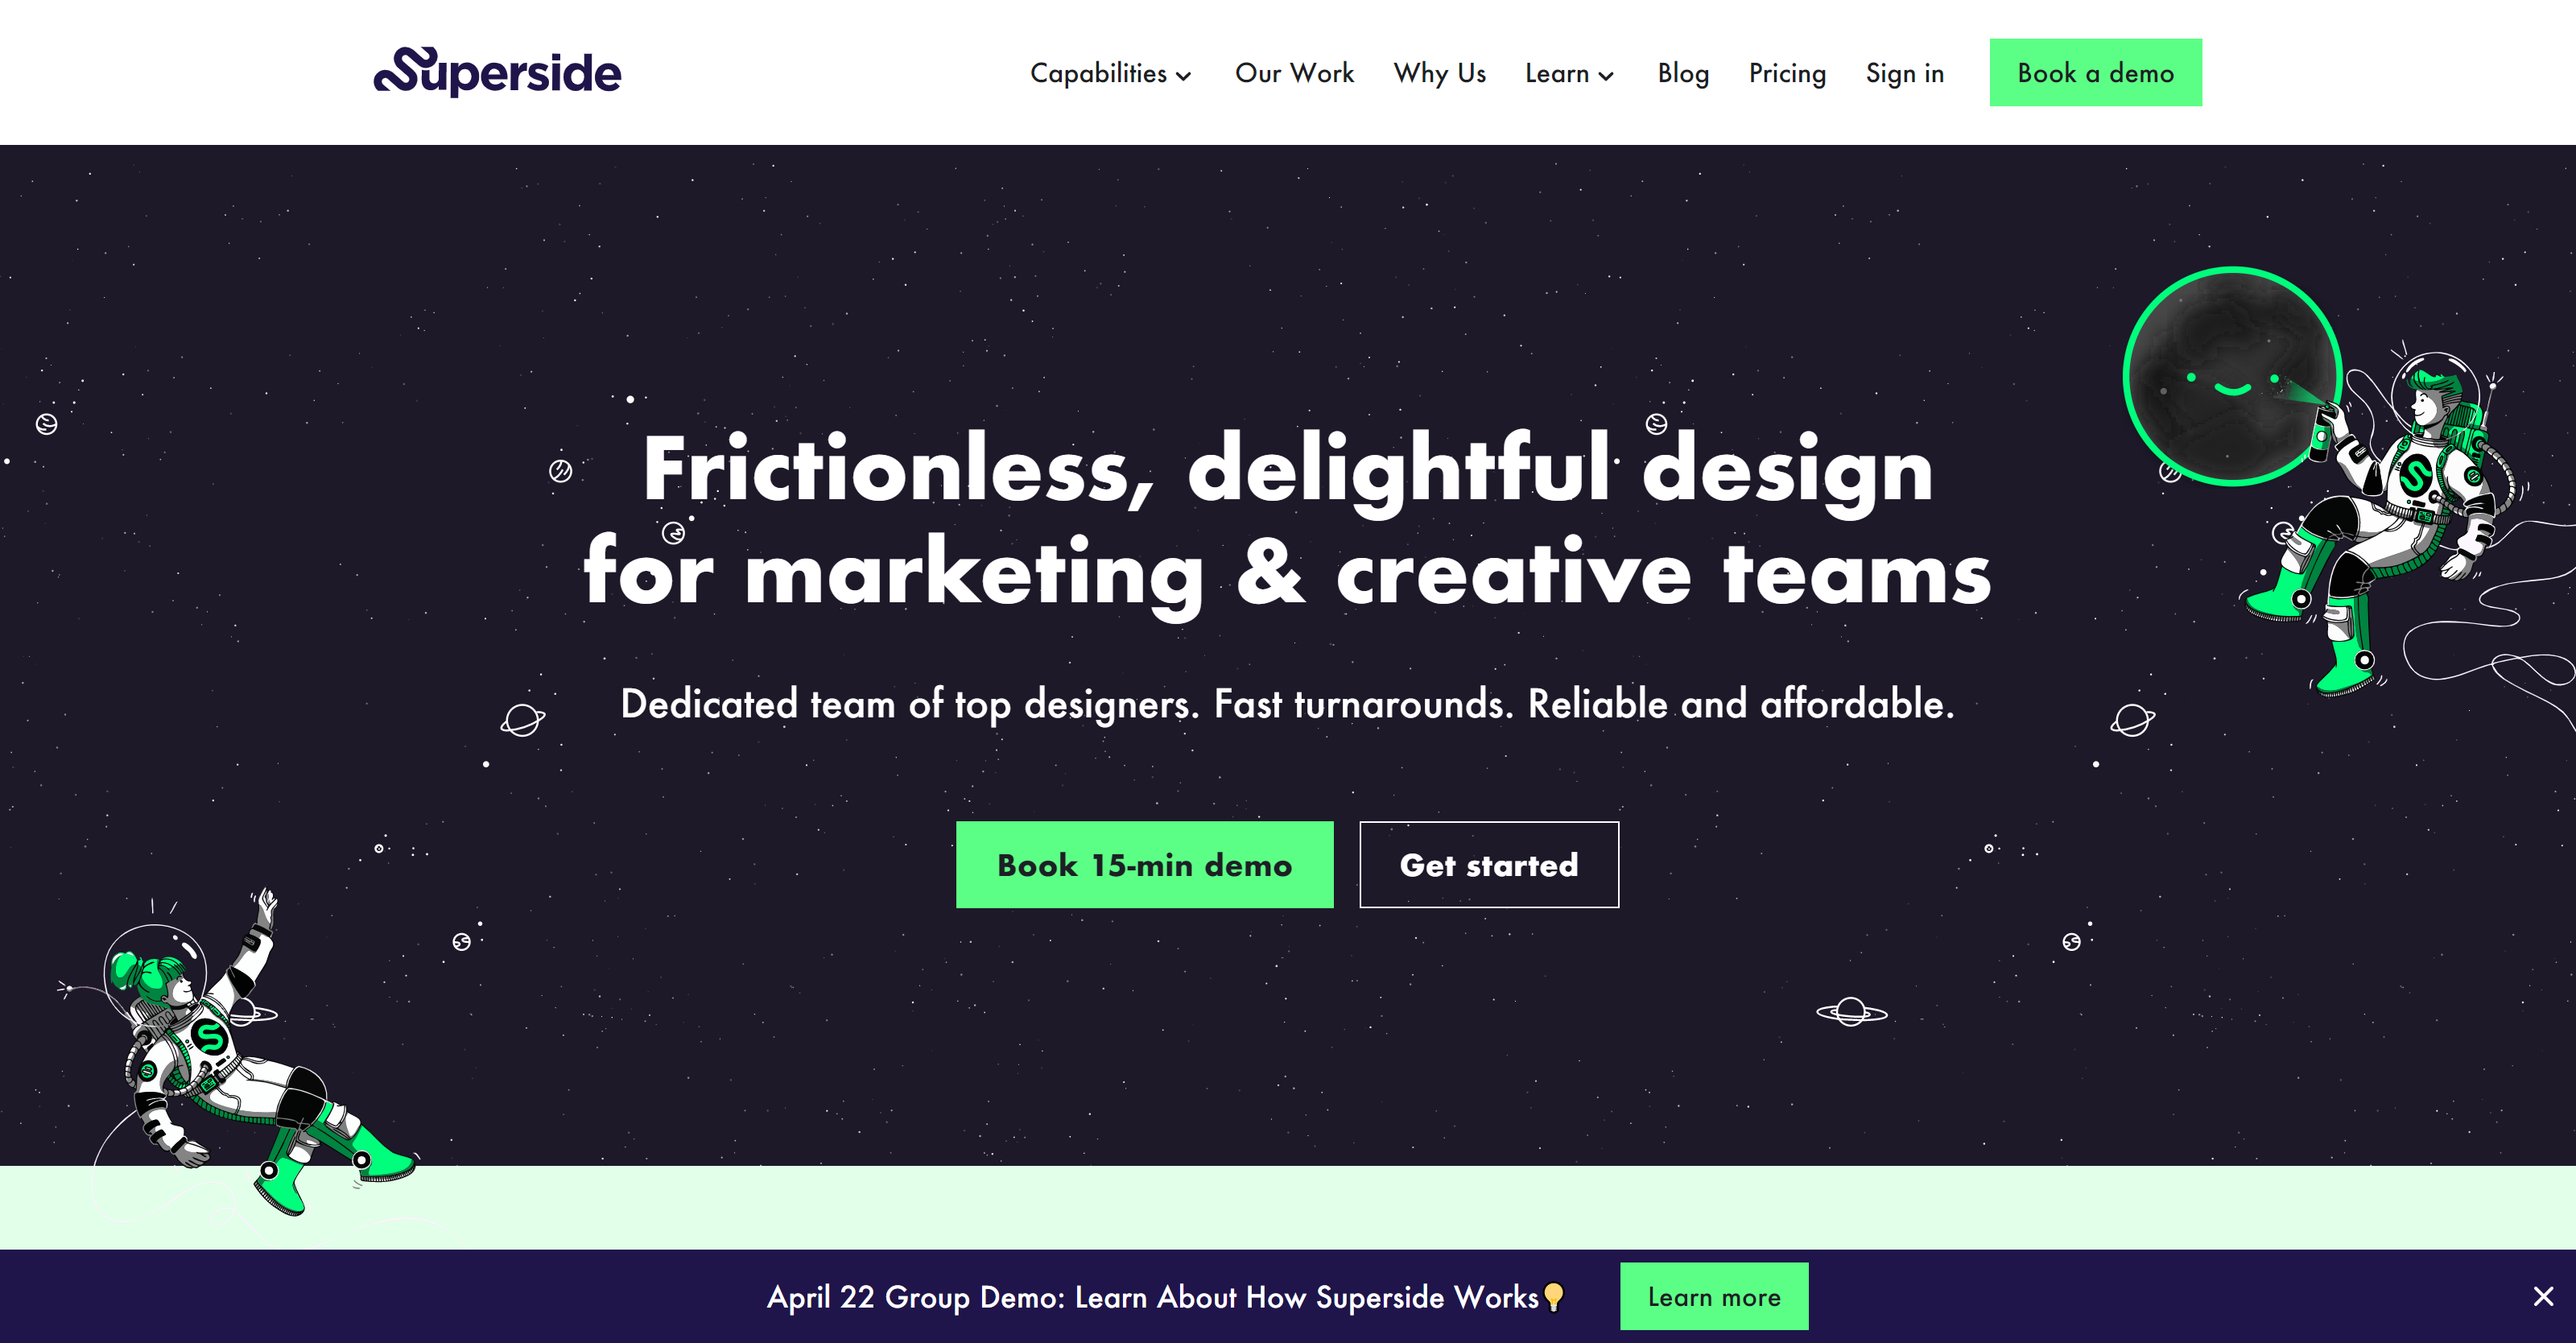 Superside
Capabilities Our Work Why Us Learn Blog Pricing Sign in Book a demo
Frictionless, delightful design
for marketing & creative teams
Dedicated team of top designers. Fast turnarounds. Reliable and affordable.
Book 15-min demo Get started
April 22 Group Demo: Learn About How Superside Works💡 Learn more